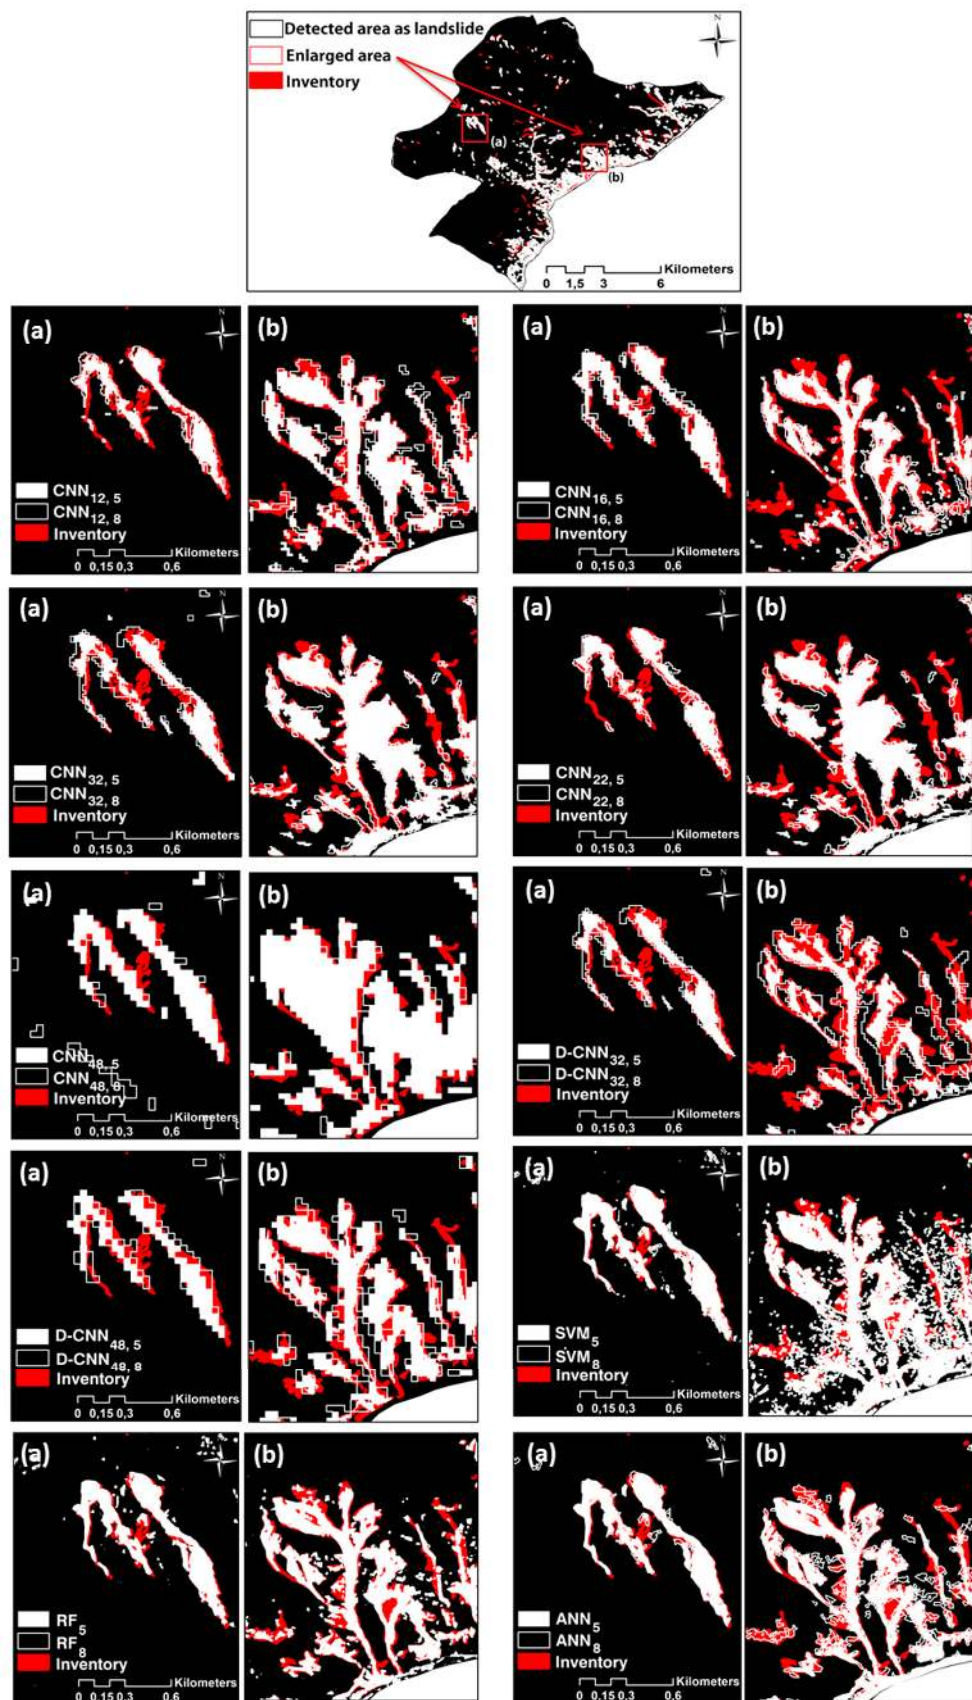 N
Detected area as landslide
Enlarged area
Inventory
(a)
(b)
Kilometers
0 1,5 3 6
(a) N (b)
CNN12, 5
CNN12, 8
Inventory
Kilometers
0 0,15 0,3 0,6
(a) N (b)
CNN16, 5
CNN16, 8
Inventory
Kilometers
0 0,15 0,3 0,6
(a) N (b)
CNN32, 5
CNN32, 8
Inventory
Kilometers
0 0,15 0,3 0,6
(a) N (b)
CNN22, 5
CNN22, 8
Inventory
Kilometers
0 0,15 0,3 0,6
(a) N (b)
CNN48, 5
CNN48, 8
Inventory
Kilometers
0 0,15 0,3 0,6
(a) N (b)
D-CNN32, 5
D-CNN32, 8
Inventory
Kilometers
0 0,15 0,3 0,6
(a) N (b)
D-CNN48, 5
D-CNN48, 8
Inventory
Kilometers
0 0,15 0,3 0,6
(a) N (b)
SVM5
SVM8
Inventory
Kilometers
0 0,15 0,3 0,6
(a) N (b)
RF5
RF8
Inventory
Kilometers
0 0,15 0,3 0,6
(a) N (b)
ANN5
ANN8
Inventory
Kilometers
0 0,15 0,3 0,6